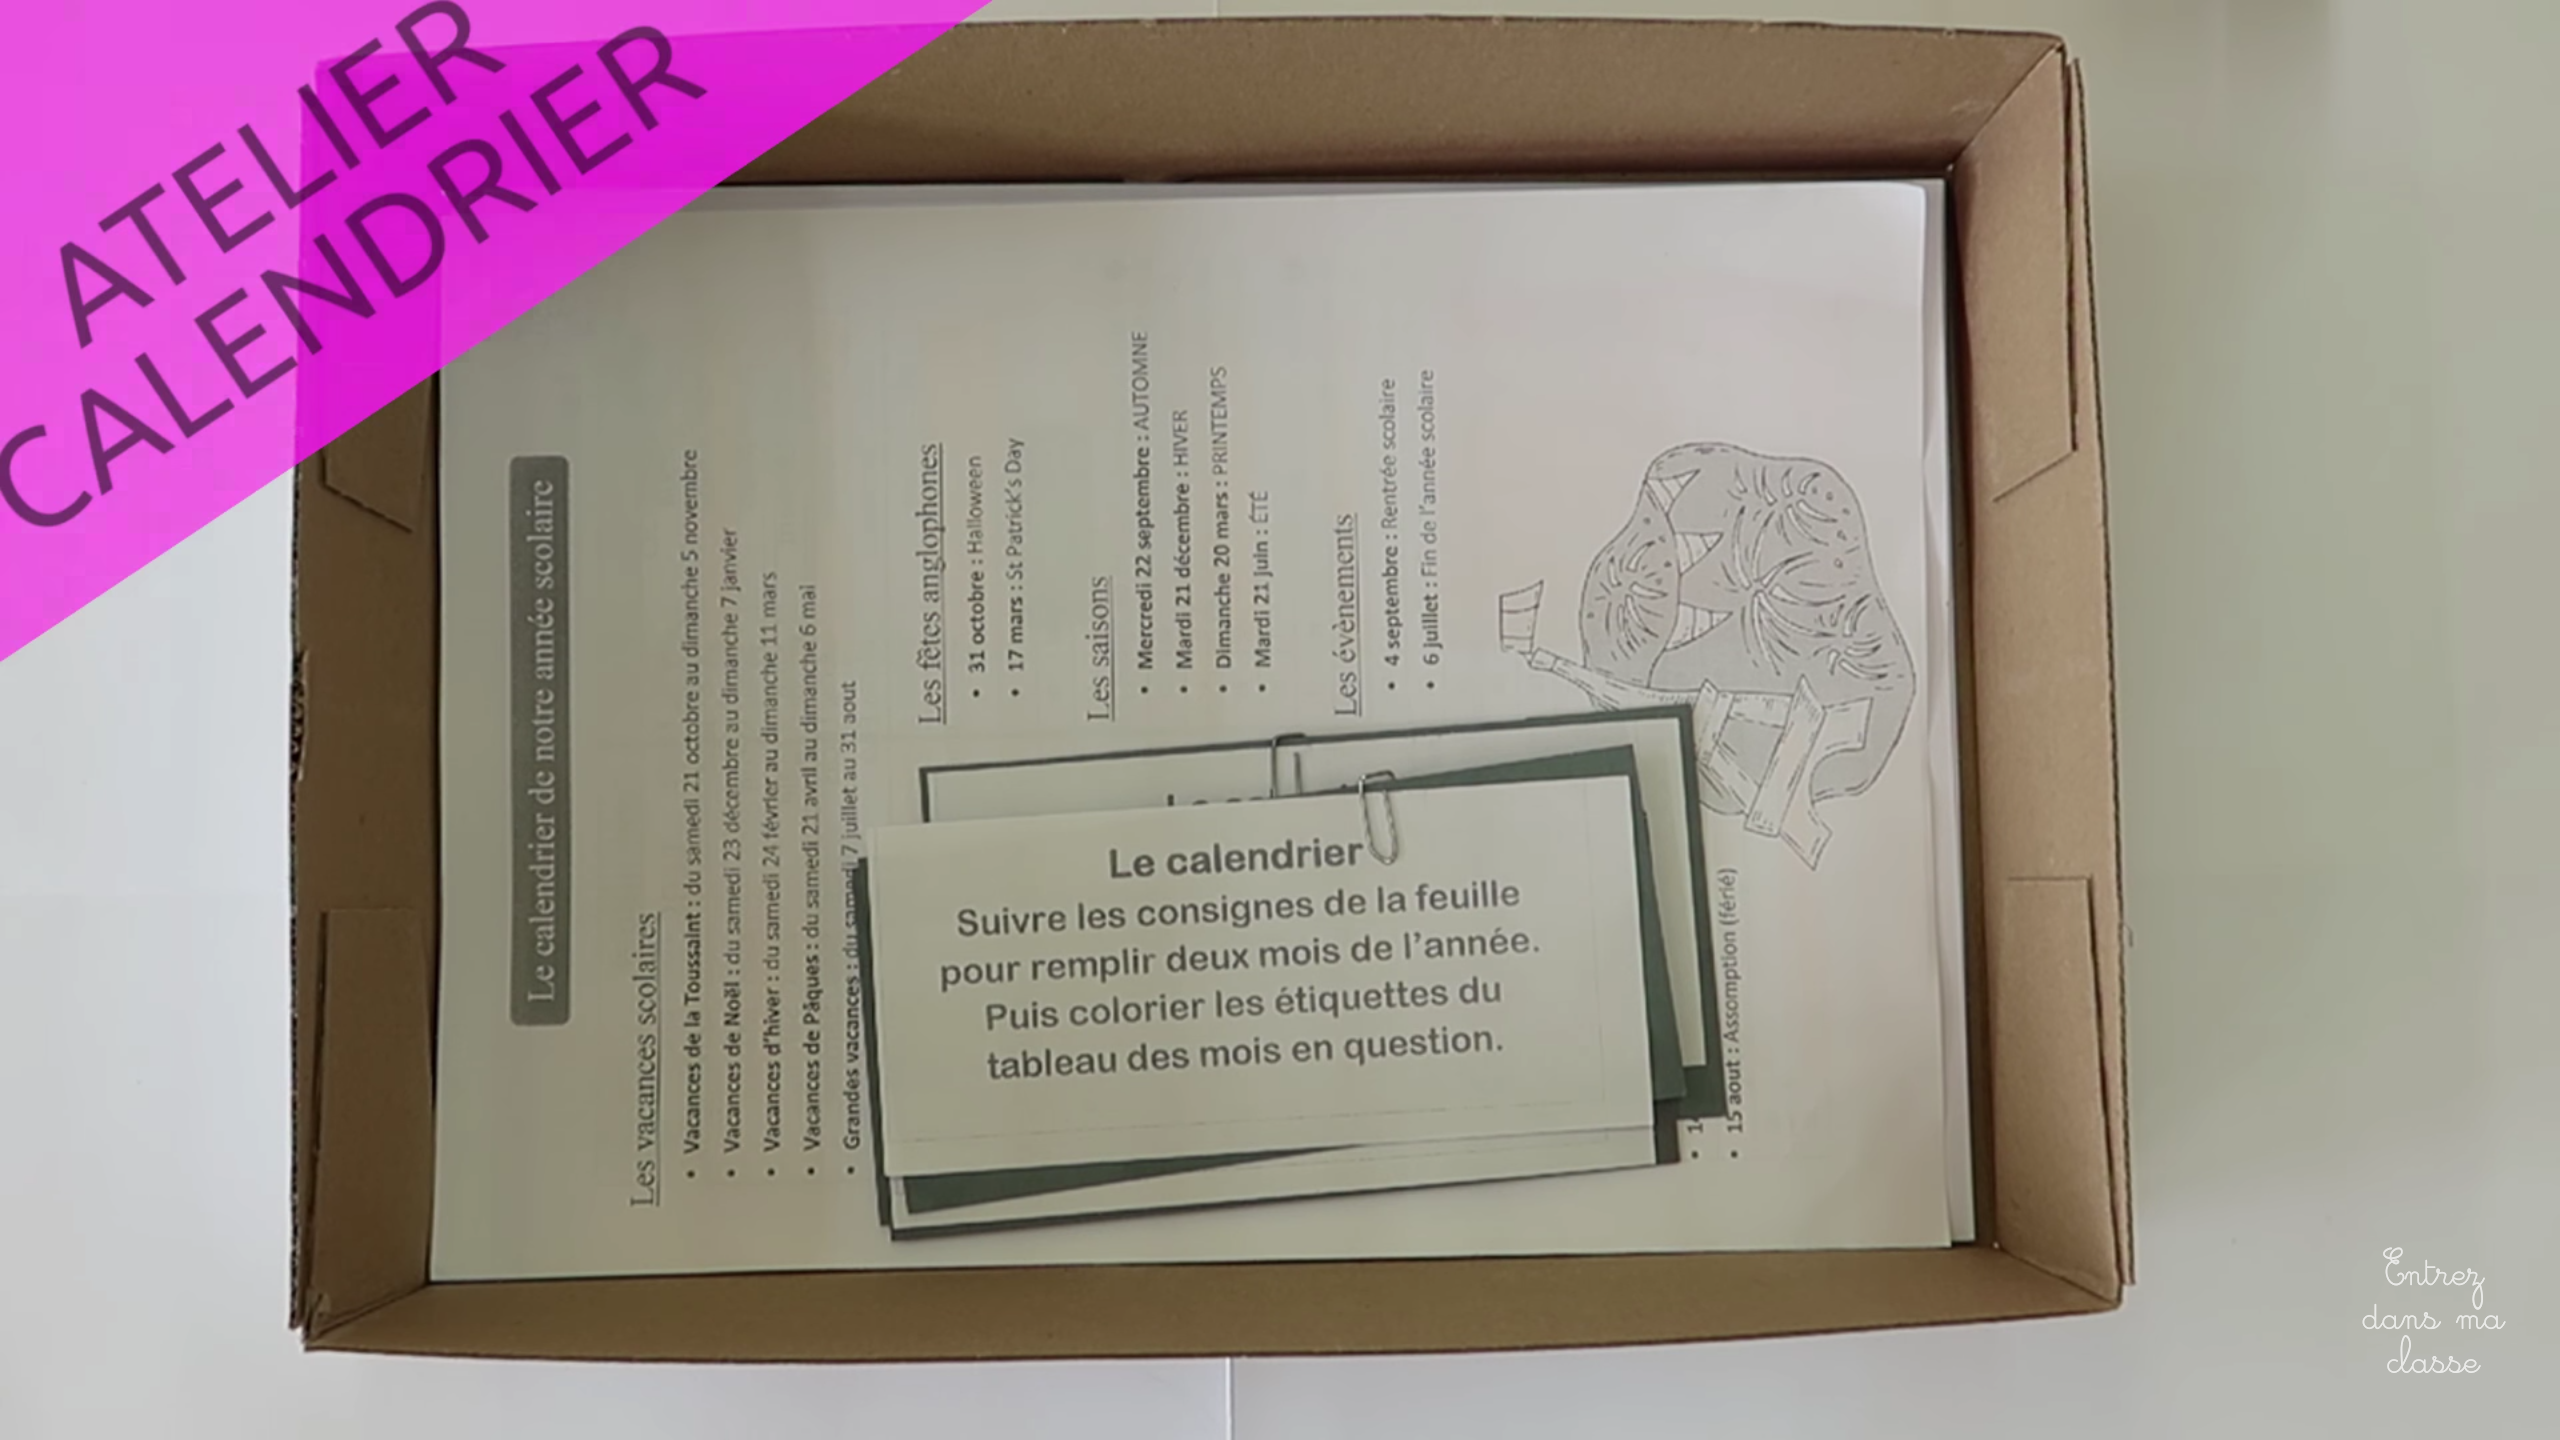 ATELIER
CALENDRIER
Le calendrier de notre année scolaire
Les vacances scolaires
• Vacances de la Toussaint : du samedi 21 octobre au dimanche 5 novembre
• Vacances de Noël : du samedi 23 décembre au dimanche 7 janvier
• Vacances d'hiver : du samedi 24 février au dimanche 11 mars
• Vacances de Pâques : du samedi 21 avril au dimanche 6 mai
• Grandes vacances : du samedi 7 juillet au 31 aout
Les fêtes anglophones
• 31 octobre : Halloween
• 17 mars : St Patrick's Day
Les saisons
• Mercredi 22 septembre : AUTOMNE
• Mardi 21 décembre : HIVER
• Dimanche 20 mars : PRINTEMPS
• Mardi 21 juin : ÉTÉ
Les évènements
• 4 septembre : Rentrée scolaire
• 6 juillet : Fin de l'année scolaire
• 15 aout : Assomption (férié)
Le calendrier
Suivre les consignes de la feuille
pour remplir deux mois de l'année.
Puis colorier les étiquettes du
tableau des mois en question.
Entrez
dans ma
classe